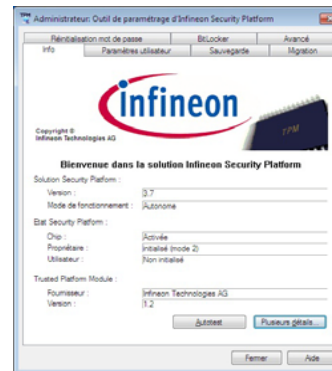 Administrateur: Outil de paramétrage d'Infineon Security Platform
Réinitialisation mot de passe BitLocker Avancé
Info Paramètres utilisateur Sauvegarde Migration
infineon
TPM
Copyright ©
Infineon Technologies AG
Bienvenue dans la solution Infineon Security Platform
Solution Security Platform :
Version : 3.7
Mode de fonctionnement : Autonome
Etat Security Platform :
Chip : Activée
Propriétaire : Initialisé (mode 2)
Utilisateur : Non initialisé
Trusted Platform Module :
Fournisseur : Infineon Technologies AG
Version : 1.2
Autotest Plusieurs détails...
Fermer Aide